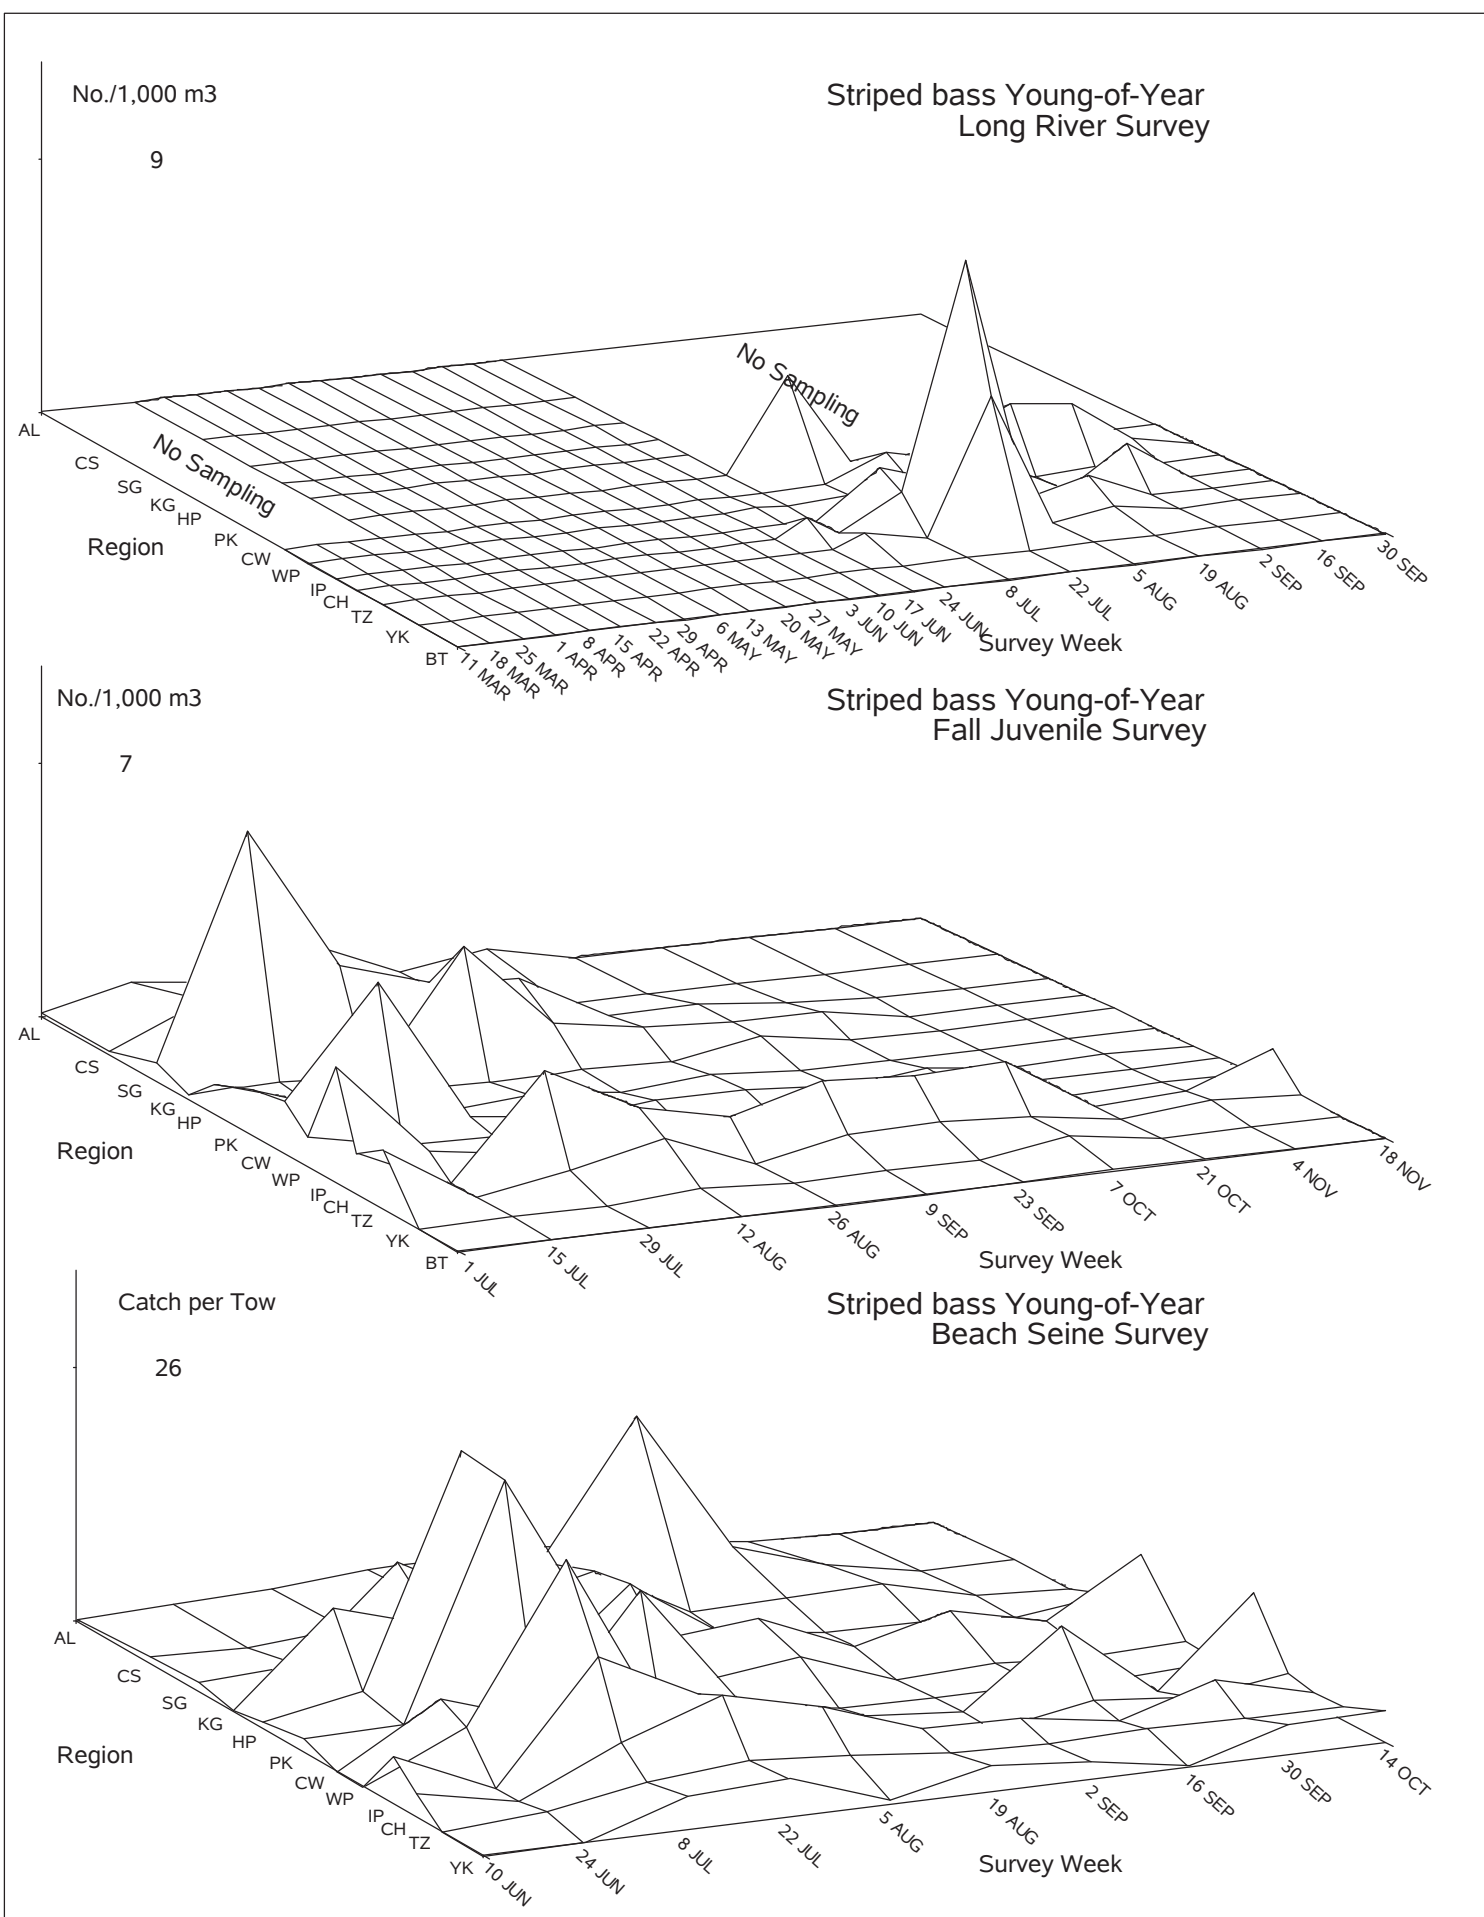 No./1,000 m3
Striped bass Young-of-Year
Long River Survey
9
No Sampling
No Sampling
AL
CS
SG
KG
HP
PK
CW
WP
IP
CH
TZ
YK
BT
Region
11 MAR
18 MAR
25 MAR
1 APR
8 APR
15 APR
22 APR
29 APR
6 MAY
13 MAY
20 MAY
27 MAY
3 JUN
10 JUN
17 JUN
24 JUN
8 JUL
22 JUL
5 AUG
19 AUG
2 SEP
16 SEP
30 SEP
Survey Week
No./1,000 m3
Striped bass Young-of-Year
Fall Juvenile Survey
7
AL
CS
SG
KG
HP
PK
CW
WP
IP
CH
TZ
YK
BT
Region
1 JUL
15 JUL
29 JUL
12 AUG
26 AUG
9 SEP
23 SEP
7 OCT
21 OCT
4 NOV
18 NOV
Survey Week
Catch per Tow
Striped bass Young-of-Year
Beach Seine Survey
26
AL
CS
SG
KG
HP
PK
CW
WP
IP
CH
TZ
YK
Region
10 JUN
24 JUN
8 JUL
22 JUL
5 AUG
19 AUG
2 SEP
16 SEP
30 SEP
14 OCT
Survey Week